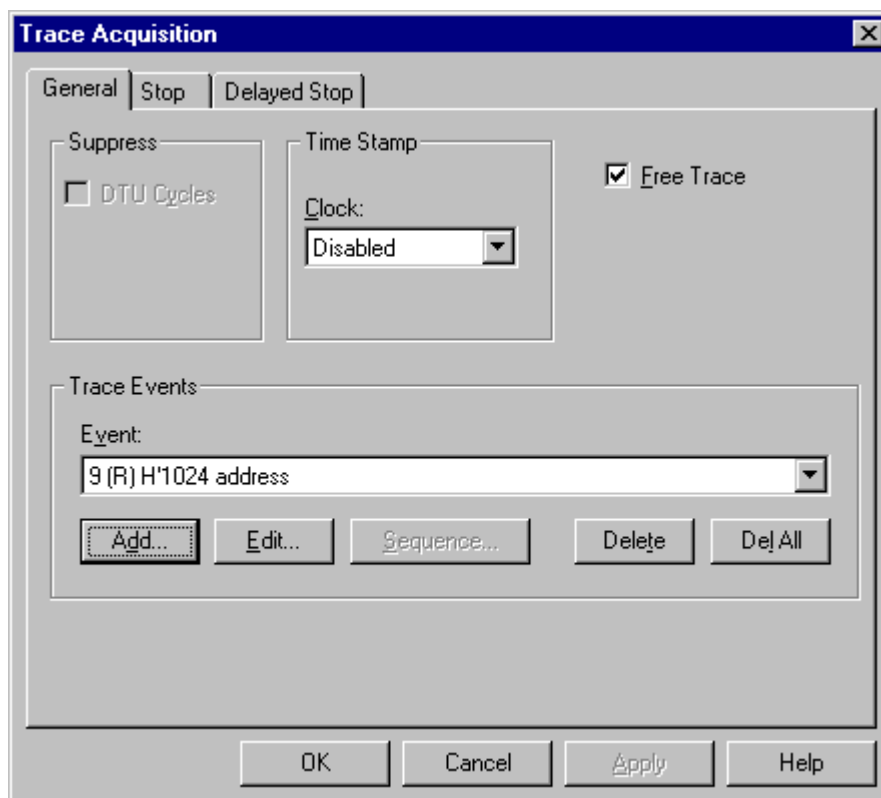 Trace Acquisition
General Stop Delayed Stop
Suppress Time Stamp
DTU Cycles Free Trace
Clock:
Disabled
Trace Events
Event:
9 (R) H'1024 address
Add... Edit... Sequence... Delete Del All
OK Cancel Apply Help